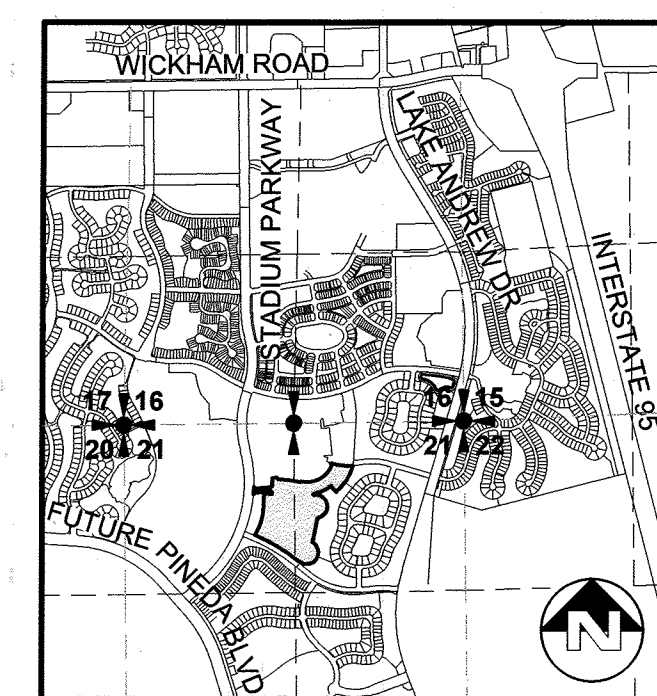 WICKHAM ROAD
LAKE ANDREW DR
STADIUM PARKWAY
INTERSTATE 95
17 16
20 21
16 15
21 22
FUTURE PINEDA BLVD
N